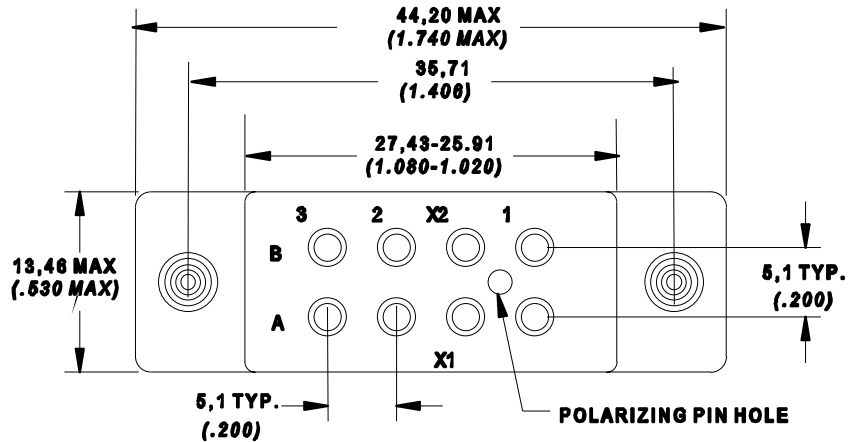 44,20 MAX
(1.740 MAX)
35,71
(1.406)
27,43-25.91
(1.080-1.020)
3 2 X2 1
B
13,46 MAX
(.530 MAX)
5,1 TYP.
(.200)
A
X1
5,1 TYP.
(.200)
POLARIZING PIN HOLE